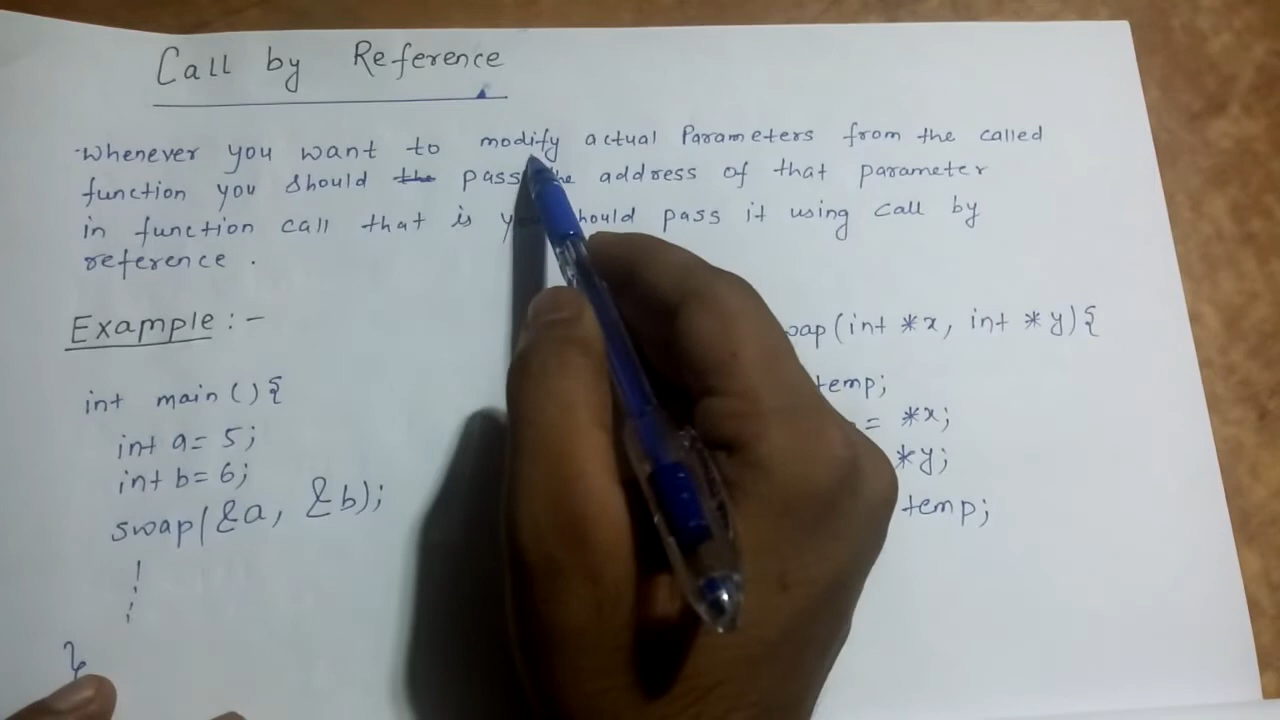 Call by Reference
Whenever you want to modify actual Parameters from the called
function you should pass the address of that parameter
in function call that is you should pass it using call by
reference .
Example :-
int main () {
int a = 5;
int b = 6;
swap(&a, &b);
}
swap(int *x, int *y) {
temp;
= *x;
*y;
temp;